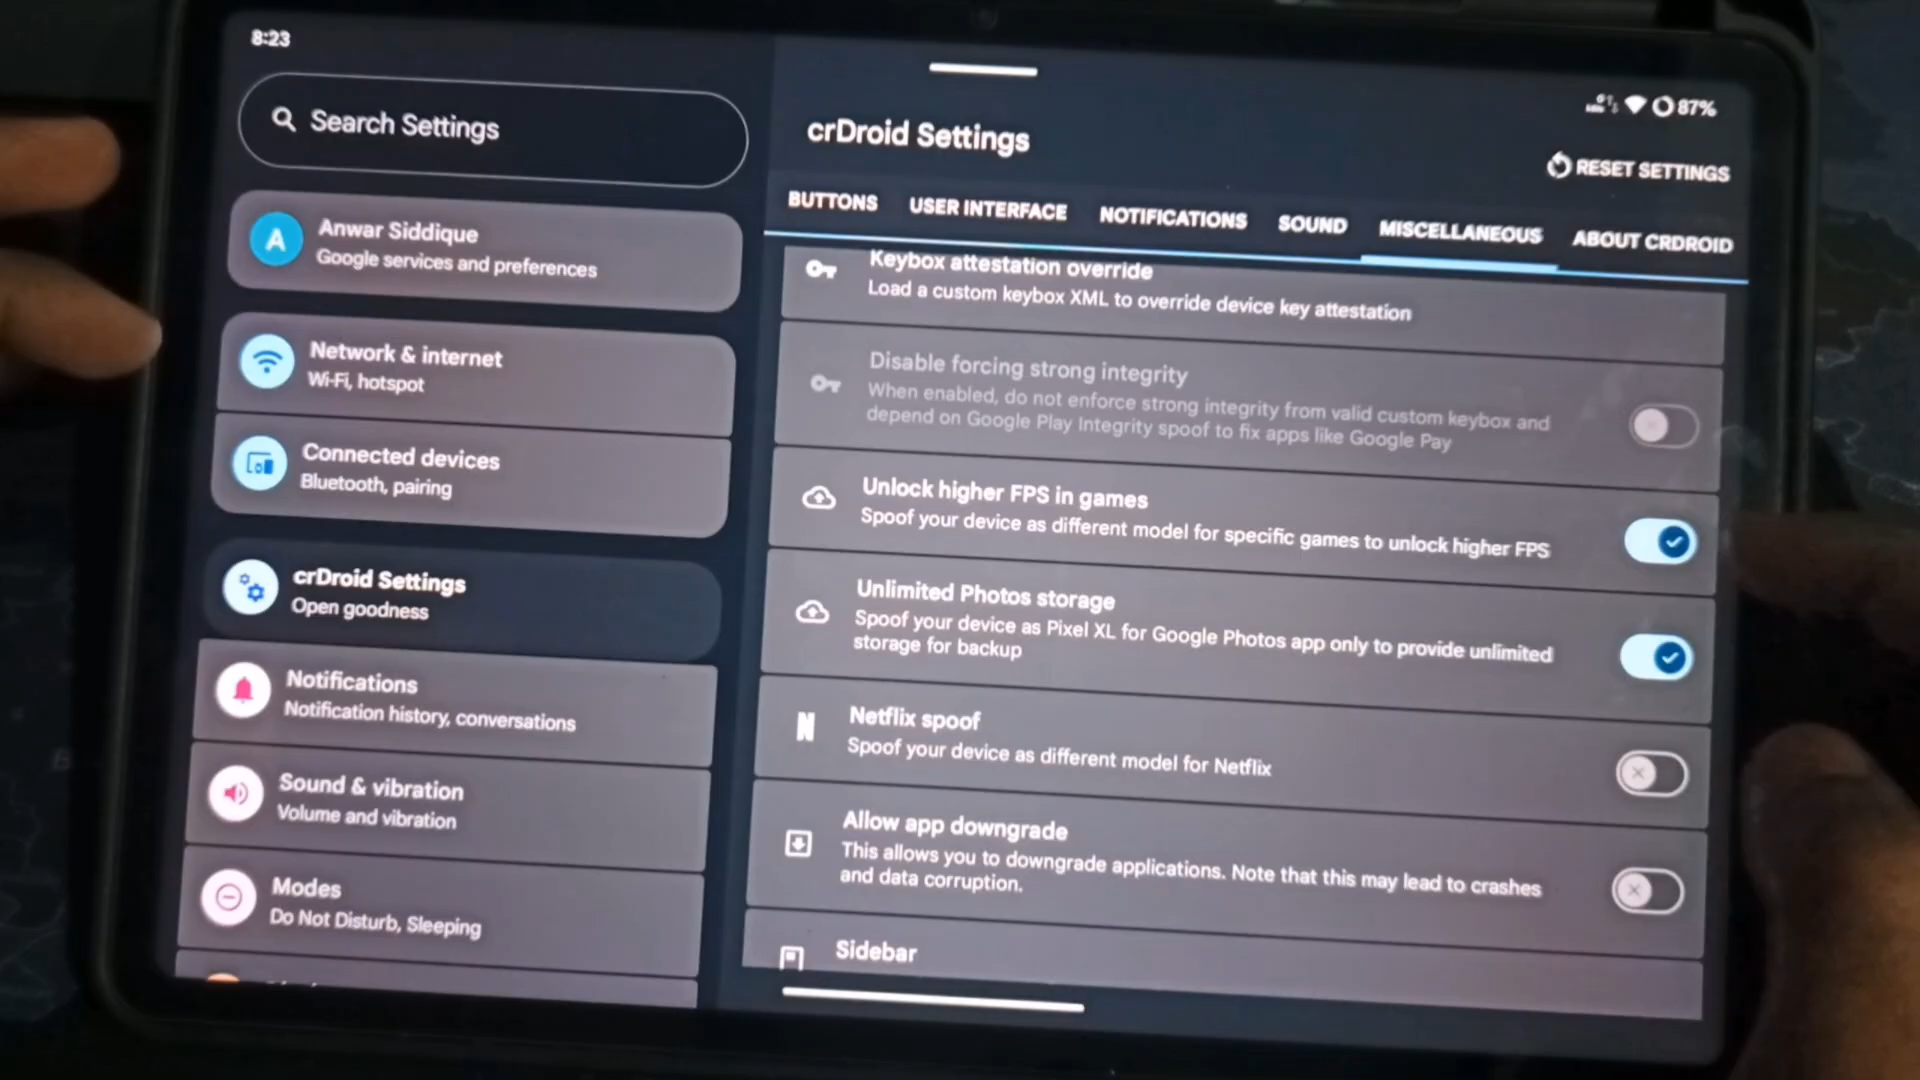 8:23
Search Settings
A
Anwar Siddique
Google services and preferences
Network & internet
Wi-Fi, hotspot
Connected devices
Bluetooth, pairing
crDroid Settings
Open goodness
Notifications
Notification history, conversations
Sound & vibration
Volume and vibration
Modes
Do Not Disturb, Sleeping
87%
crDroid Settings
RESET SETTINGS
BUTTONS USER INTERFACE NOTIFICATIONS SOUND MISCELLANEOUS ABOUT CRDROID
Keybox attestation override
Load a custom keybox XML to override device key attestation
Disable forcing strong integrity
When enabled, do not enforce strong integrity from valid custom keybox and
depend on Google Play Integrity spoof to fix apps like Google Pay
Unlock higher FPS in games
Spoof your device as different model for specific games to unlock higher FPS
Unlimited Photos storage
Spoof your device as Pixel XL for Google Photos app only to provide unlimited
storage for backup
N
Netflix spoof
Spoof your device as different model for Netflix
Allow app downgrade
This allows you to downgrade applications. Note that this may lead to crashes
and data corruption.
Sidebar